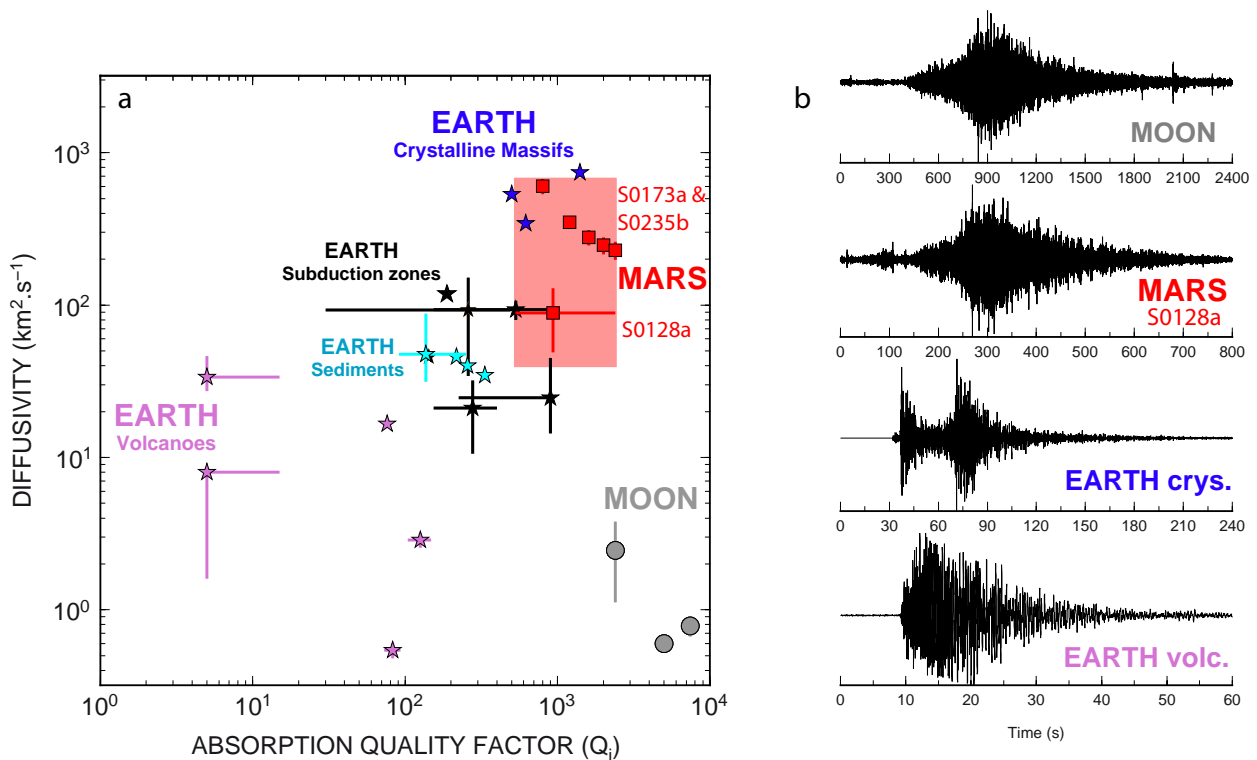 a
EARTH
Crystalline Massifs
S0173a &
S0235b
EARTH
Subduction zones
MARS
S0128a
EARTH
Sediments
EARTH
Volcanoes
MOON
10³
10²
10¹
10⁰
DIFFUSIVITY (km².s⁻¹)
10⁰ 10¹ 10² 10³ 10⁴
ABSORPTION QUALITY FACTOR (Qᵢ)
b
MOON
0 300 600 900 1200 1500 1800 2100 2400
MARS
S0128a
0 100 200 300 400 500 600 700 800
EARTH crys.
0 30 60 90 120 150 180 210 240
EARTH volc.
0 10 20 30 40 50 60
Time (s)